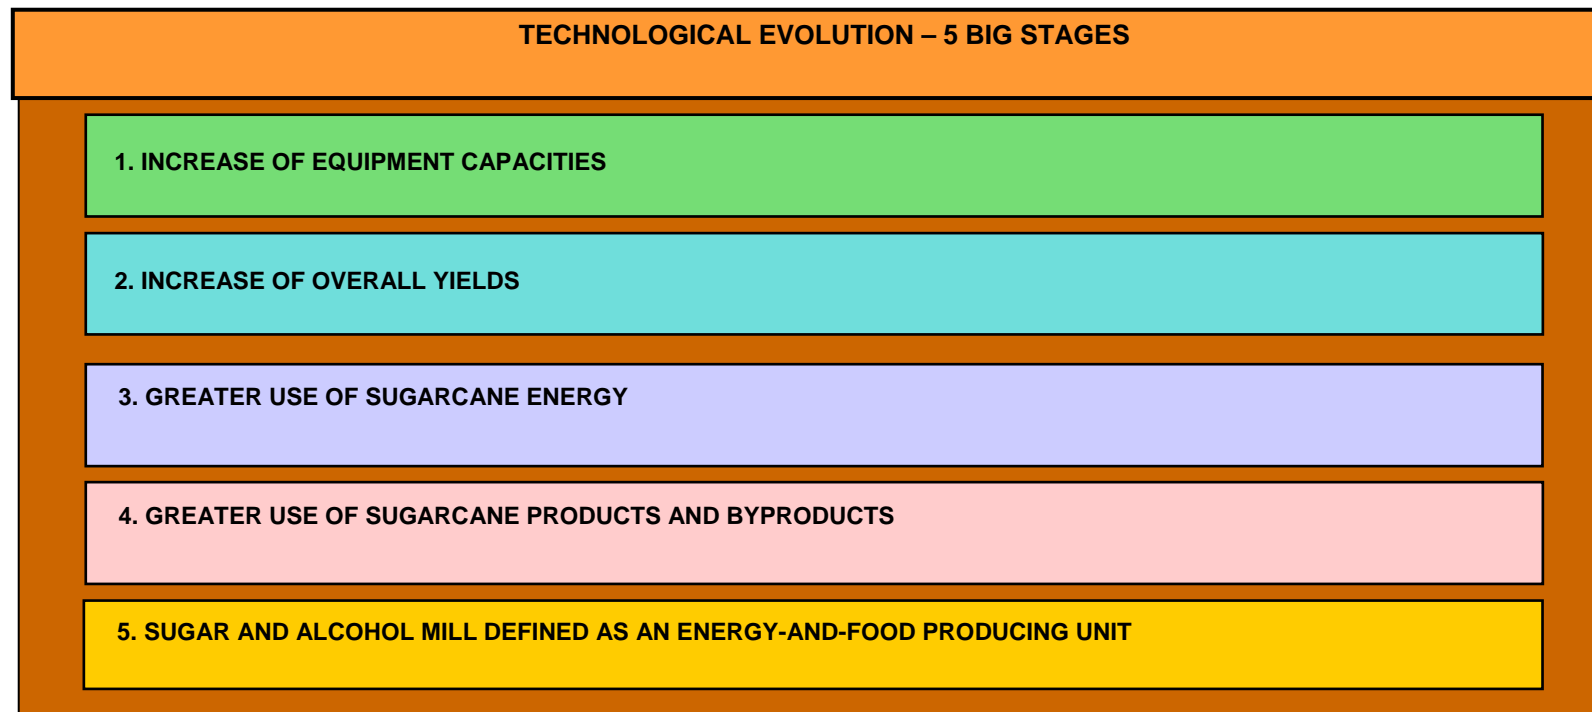 TECHNOLOGICAL EVOLUTION – 5 BIG STAGES
1. INCREASE OF EQUIPMENT CAPACITIES
2. INCREASE OF OVERALL YIELDS
3. GREATER USE OF SUGARCANE ENERGY
4. GREATER USE OF SUGARCANE PRODUCTS AND BYPRODUCTS
5. SUGAR AND ALCOHOL MILL DEFINED AS AN ENERGY-AND-FOOD PRODUCING UNIT